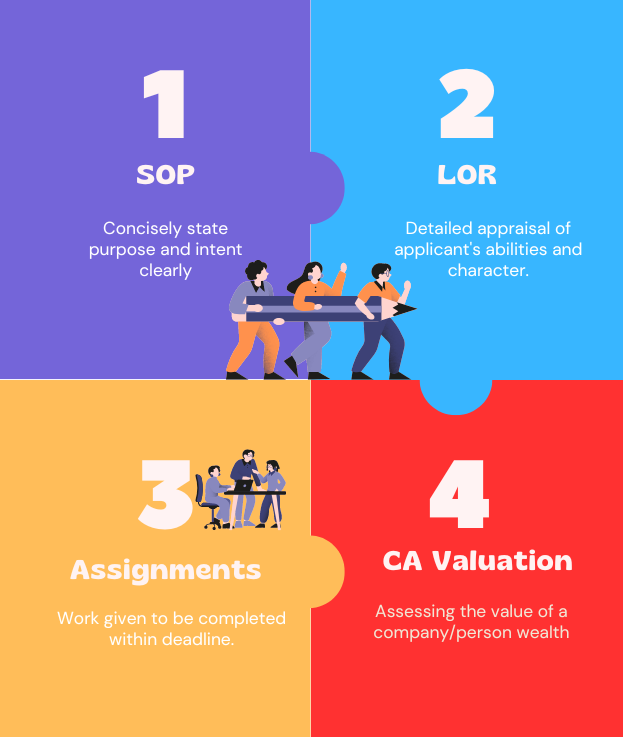 1
SOP
Concisely state
purpose and intent
clearly
2
LOR
Detailed appraisal of
applicant's abilities and
character.
3
Assignments
Work given to be completed
within deadline.
4
CA Valuation
Assessing the value of a
company/person wealth